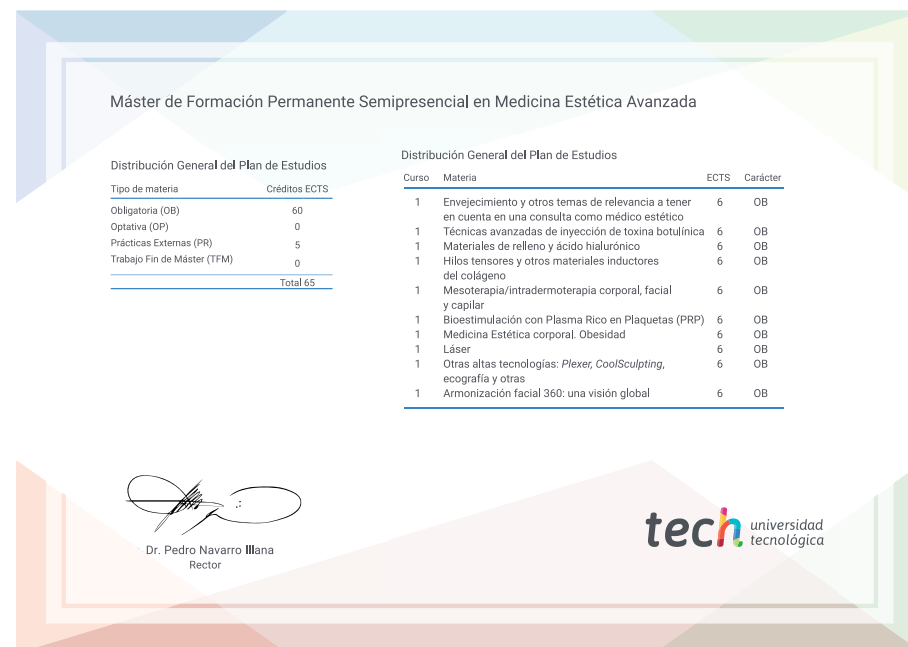 Máster de Formación Permanente Semipresencial en Medicina Estética Avanzada
Distribución General del Plan de Estudios
Tipo de materia Créditos ECTS
Obligatoria (OB) 60
Optativa (OP) 0
Prácticas Externas (PR) 5
Trabajo Fin de Máster (TFM) 0
Total 65
Distribución General del Plan de Estudios
Curso Materia ECTS Carácter
1 Envejecimiento y otros temas de relevancia a tener 6 OB
en cuenta en una consulta como médico estético
1 Técnicas avanzadas de inyección de toxina botulínica 6 OB
1 Materiales de relleno y ácido hialurónico 6 OB
1 Hilos tensores y otros materiales inductores 6 OB
del colágeno
1 Mesoterapia/intradermoterapia corporal, facial 6 OB
y capilar
1 Bioestimulación con Plasma Rico en Plaquetas (PRP) 6 OB
1 Medicina Estética corporal. Obesidad 6 OB
1 Láser 6 OB
1 Otras altas tecnologías: Plexer, CoolSculpting, 6 OB
ecografía y otras
1 Armonización facial 360: una visión global 6 OB
Dr. Pedro Navarro Illana
Rector
tech universidad
tecnológica